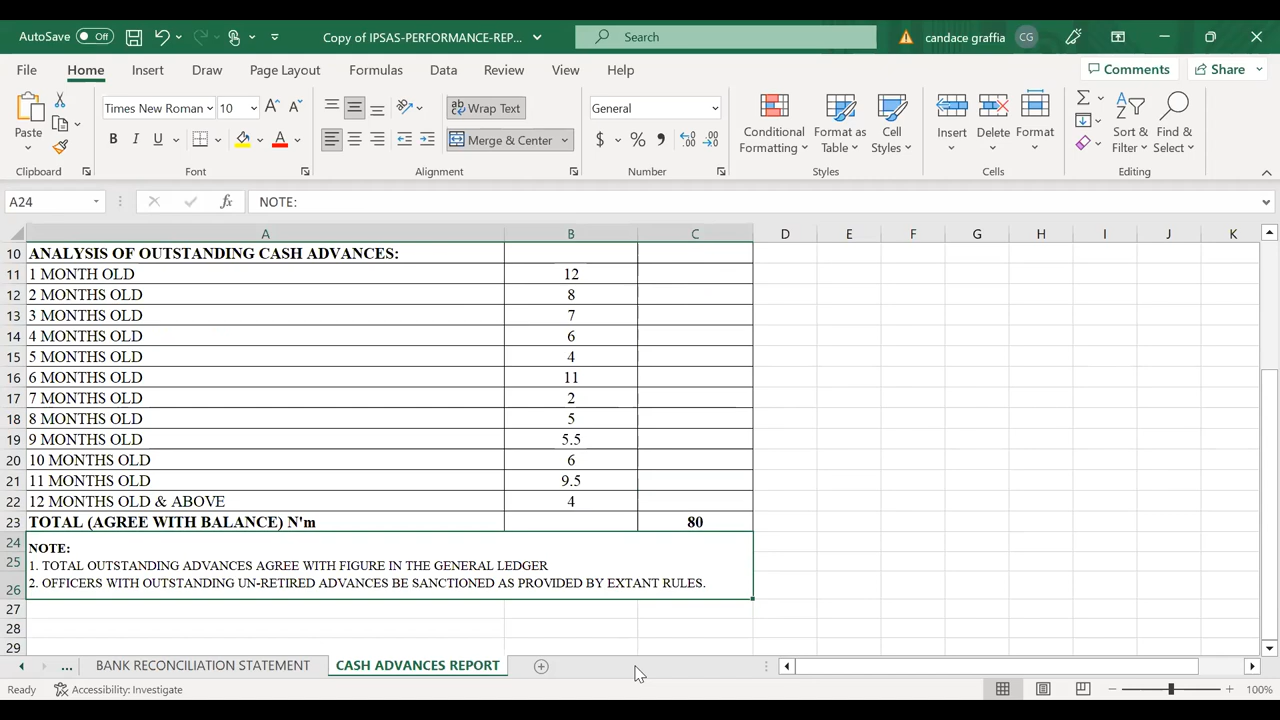 AutoSave Off Copy of IPSAS-PERFORMANCE-REP... Search candace graffia CG
File Home Insert Draw Page Layout Formulas Data Review View Help Comments Share
Paste Times New Roman 10 A A ab Wrap Text General Conditional Formatting Format as Table Cell Styles Insert Delete Format Sort & Filter Find & Select
B I U A Merge & Center $ % 9
Clipboard Font Alignment Number Styles Cells Editing
A24 fx NOTE:
A B C D E F G H I J K
10 ANALYSIS OF OUTSTANDING CASH ADVANCES:
11 1 MONTH OLD 12
12 2 MONTHS OLD 8
13 3 MONTHS OLD 7
14 4 MONTHS OLD 6
15 5 MONTHS OLD 4
16 6 MONTHS OLD 11
17 7 MONTHS OLD 2
18 8 MONTHS OLD 5
19 9 MONTHS OLD 5.5
20 10 MONTHS OLD 6
21 11 MONTHS OLD 9.5
22 12 MONTHS OLD & ABOVE 4
23 TOTAL (AGREE WITH BALANCE) N'm 80
24 NOTE:
25 1. TOTAL OUTSTANDING ADVANCES AGREE WITH FIGURE IN THE GENERAL LEDGER
26 2. OFFICERS WITH OUTSTANDING UN-RETIRED ADVANCES BE SANCTIONED AS PROVIDED BY EXTANT RULES.
27
28
29
... BANK RECONCILIATION STATEMENT CASH ADVANCES REPORT
Ready Accessibility: Investigate 100%